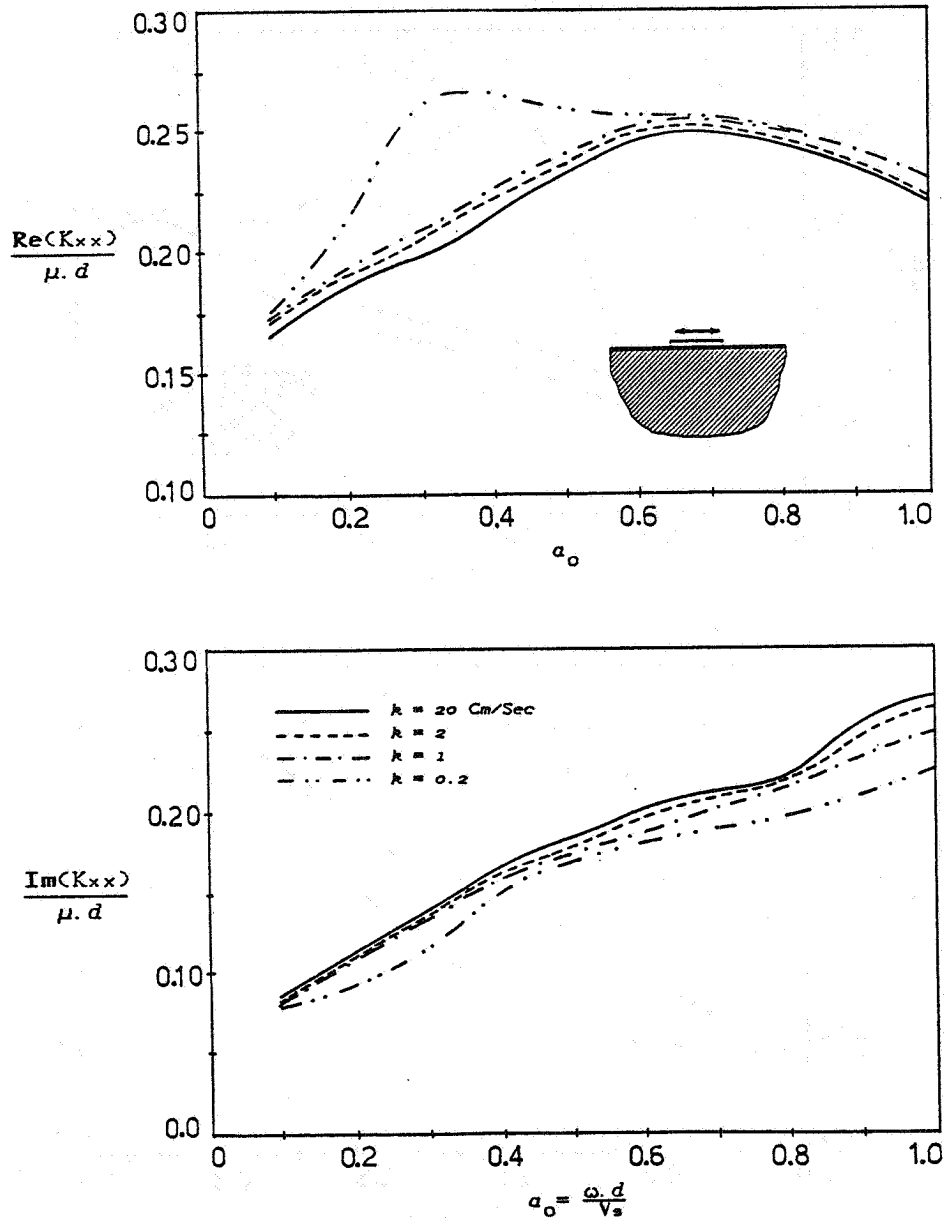 0.30
0.25
0.20
0.15
0.10
Re(Kxx)
μ.d
0 0.2 0.4 0.6 0.8 1.0
a₀
0.30
0.20
0.10
0.0
Im(Kxx)
μ.d
k = 20 Cm/Sec
k = 2
k = 1
k = 0.2
0 0.2 0.4 0.6 0.8 1.0
a₀ = ω.d
Vs